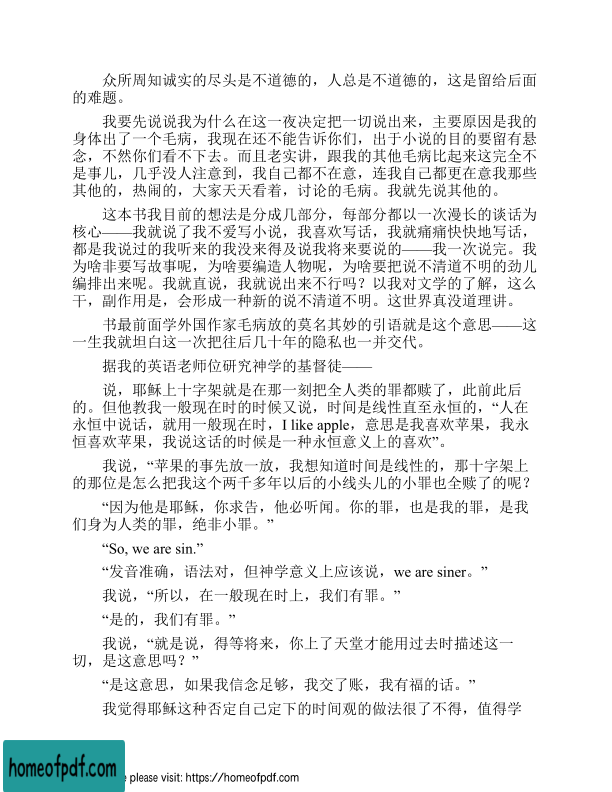 众所周知诚实的尽头是不道德的，人总是不道德的，这是留给后面
的难题。
我要先说说我为什么在这一夜决定把一切说出来，主要原因是我的
身体出了一个毛病，我现在还不能告诉你们，出于小说的目的要留有悬
念，不然你们看不下去。而且老实讲，跟我的其他毛病比起来这完全不
是事儿，几乎没人注意到，我自己都不在意，连我自己都更在意我那些
其他的，热闹的，大家天天看着，讨论的毛病。我就先说其他的。
这本书我目前的想法是分成几部分，每部分都以一次漫长的谈话为
核心——我就说了我不爱写小说，我喜欢写话，我就痛痛快快地写话，
都是我说过的我听来的我没来得及说我将来要说的——我一次说完。我
为啥非要写故事呢，为啥要编造人物呢，为啥要把说不清道不明的劲儿
编排出来呢。我就直说，我就说出来不行吗？以我对文学的了解，这么
干，副作用是，会形成一种新的说不清道不明。这世界真没道理讲。
书最前面学外国作家毛病放的莫名其妙的引语就是这个意思——这
一生我就坦白这一次把往后几十年的隐私也一并交代。
据我的英语老师位研究神学的基督徒——
说，耶稣上十字架就是在那一刻把全人类的罪都赎了，此前此后
的。但他教我一般现在时的时候又说，时间是线性直至永恒的，“人在
永恒中说话，就用一般现在时，I like apple，意思是我喜欢苹果，我永
恒喜欢苹果，我说这话的时候是一种永恒意义上的喜欢”。
我说，“苹果的事先放一放，我想知道时间是线性的，那十字架上
的那位是怎么把我这个两千多年以后的小线头儿的小罪也全赎了的呢？
“因为他是耶稣，你求告，他必听闻。你的罪，也是我的罪，是我
们身为人类的罪，绝非小罪。”
“So, we are sin.”
“发音准确，语法对，但神学意义上应该说，we are siner。”
我说，“所以，在一般现在时上，我们有罪。”
“是的，我们有罪。”
我说，“就是说，得等将来，你上了天堂才能用过去时描述这一
切，是这意思吗？”
“是这意思，如果我信念足够，我交了账，我有福的话。”
我觉得耶稣这种否定自己定下的时间观的做法很了不得，值得学
homeofpdf.com
please visit: https://homeofpdf.com